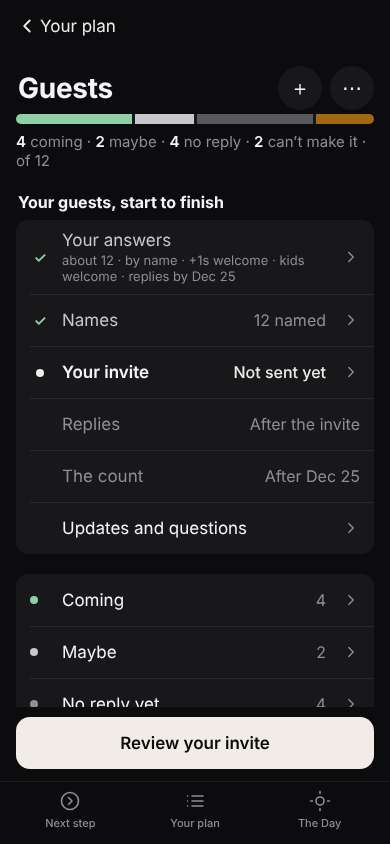 Your plan
Guests
4 coming · 2 maybe · 4 no reply · 2 can't make it ·
of 12
Your guests, start to finish
Your answers
about 12 · by name · +1s welcome · kids
welcome · replies by Dec 25
Names 12 named
Your invite Not sent yet
Replies After the invite
The count After Dec 25
Updates and questions
Coming 4
Maybe 2
No reply yet 4
Review your invite
Next step Your plan The Day